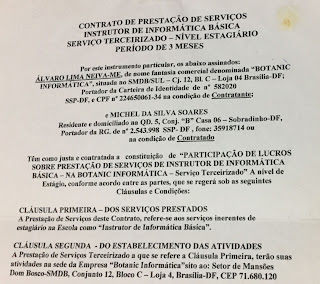 CONTRATO DE PRESTAÇÃO DE SERVIÇOS
INSTRUTOR DE INFORMÁTICA BÁSICA
SERVIÇO TERCEIRIZADO – NÍVEL ESTAGIÁRIO
PERÍODO DE 3 MESES
Por este instrumento particular, os abaixo assinados:
ÁLVARO LIMA NEIVA-ME, de nome fantasia comercial denominada "BOTANIC
INFORMÁTICA", situado no SMDB/SUL – Cj. 12, Bl. C – Loja 04 Brasilia-DF;
Portador da Carteira de Identidade de nº 582020
SSP-DF, e CPF nº 224650061-34 na condição de Contratante;
e MICHEL DA SILVA SOARES
Residente e domiciliado na QD. 5, Conj. "B" Casa 06 – Sobradinho-DF,
Portador da RG. de nº 2.543.998 SSP- DF , fone: 35918714 ou
na condição de Contratado
Têm como justa e contratada a constituição de "PARTICIPAÇÃO DE LUCROS
SOBRE PRESTAÇÃO DE SERVIÇOS DE INSTRUTOR DE INFORMÁTICA
BÁSICA – NA BOTANIC INFORMÁTICA – Serviço Terceirizado" A nível de
Estágio, conforme acordo entre as partes, que se regerá sob as seguintes
Cláusulas e Condições:
CLÁUSULA PRIMEIRA – DOS SERVIÇOS PRESTADOS
A Prestação de Serviços deste Contrato, refere-se aos serviços inerentes de
estagiário na Escola como "Instrutor de Informática Básica".
CLÁUSULA SEGUNDA - DO ESTABELECIMENTO DAS ATIVIDADES
A Prestação de Serviço Terceirizado a que se refere a Cláusula Primeira, terão suas
atividades na sede da Empresa "Botanic Informática"sito ao: Setor de Mansões
Dom Bosco-SMDB, Conjunto 12, Bloco C – Loja 4, Brasília-DF, CEP 71.680.120